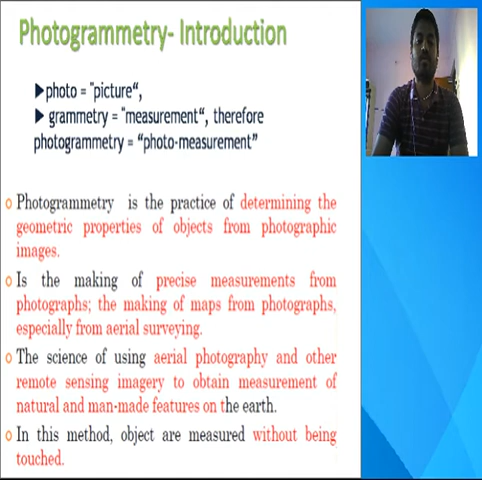 Photogrammetry- Introduction
▶photo = "picture“,
▶ grammetry = "measurement“, therefore
photogrammetry = “photo-measurement”
o Photogrammetry is the practice of determining the
geometric properties of objects from photographic
images.
o Is the making of precise measurements from
photographs; the making of maps from photographs,
especially from aerial surveying.
o The science of using aerial photography and other
remote sensing imagery to obtain measurement of
natural and man-made features on the earth.
o In this method, object are measured without being
touched.